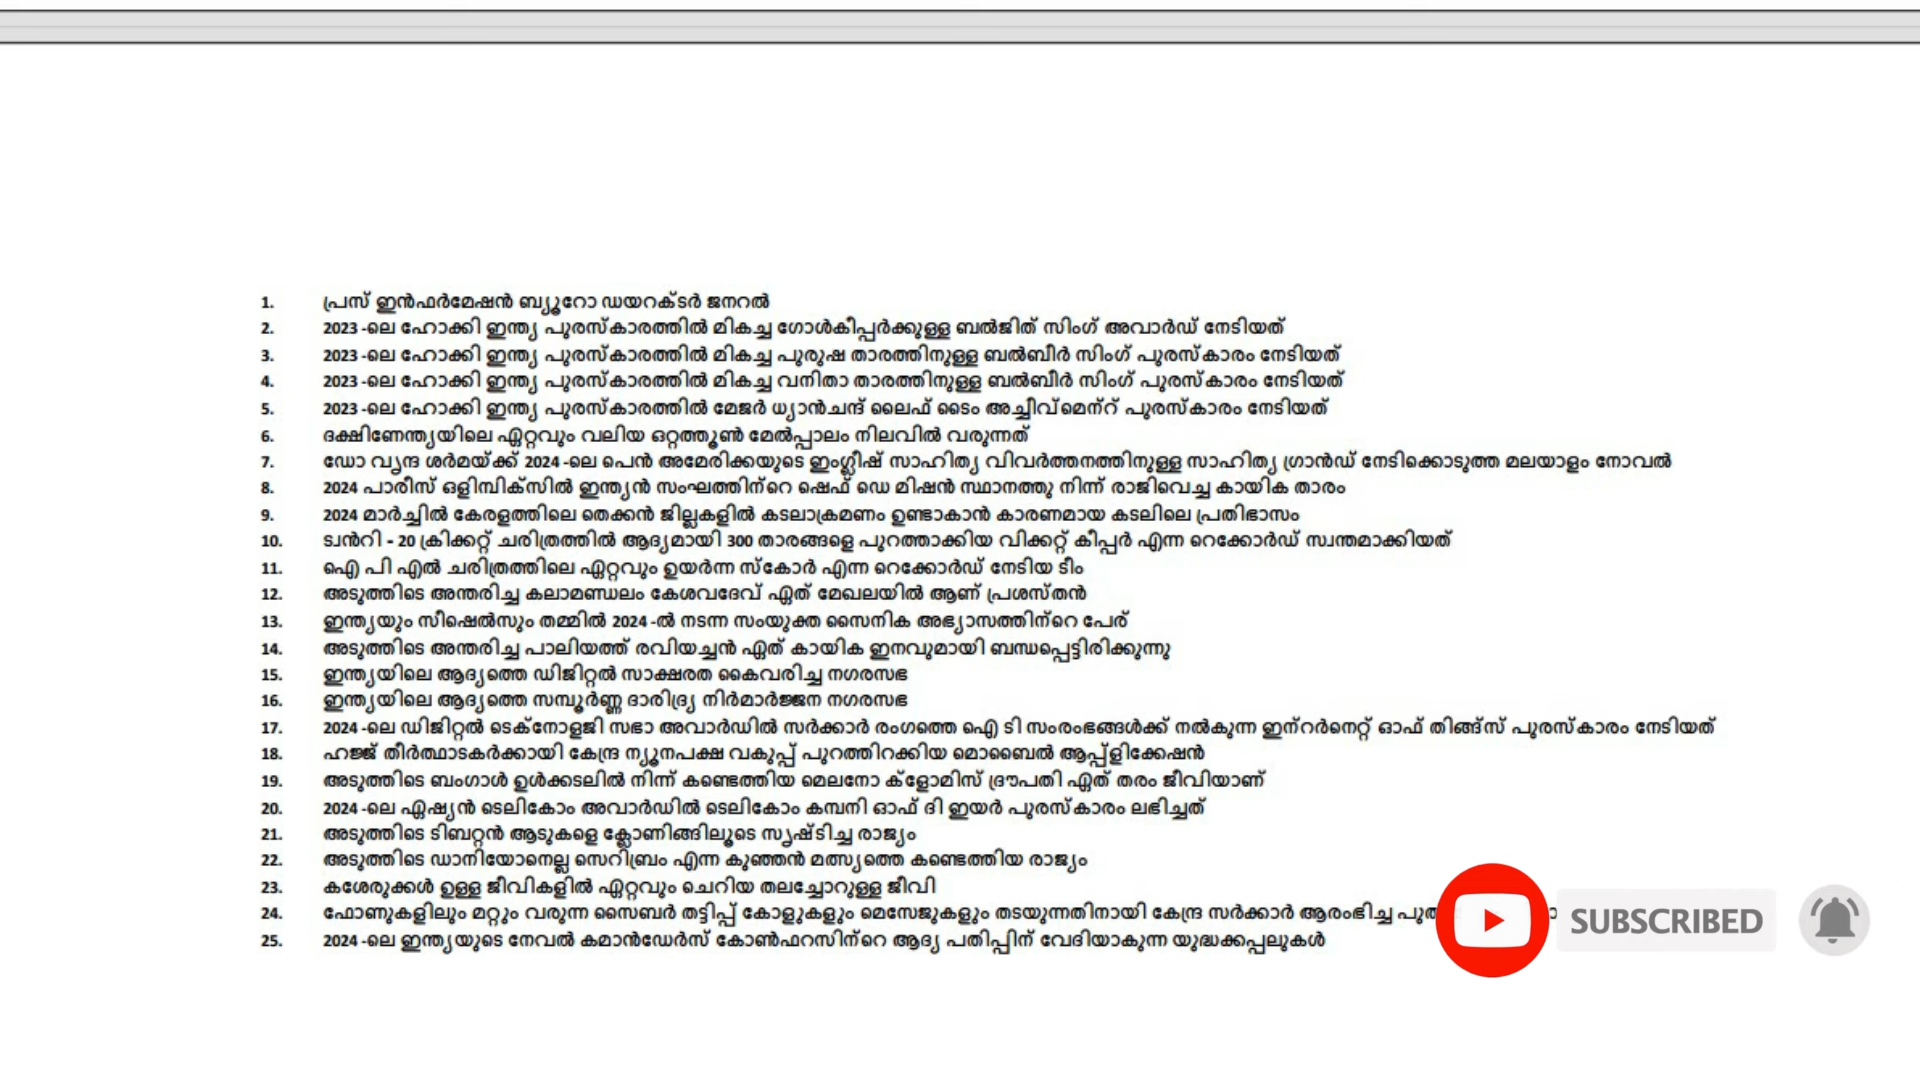 1. പ്രസ് ഇൻഫർമേഷൻ ബ്യൂറോ ഡയറക്ടർ ജനറൽ
2. 2023 -ലെ ഹോക്കി ഇന്ത്യ പുരസ്കാരത്തിൽ മികച്ച ഗോൾകീപ്പർക്കുള്ള ബൽജിത് സിംഗ് അവാർഡ് നേടിയത്
3. 2023 -ലെ ഹോക്കി ഇന്ത്യ പുരസ്കാരത്തിൽ മികച്ച പുരുഷ താരത്തിനുള്ള ബൽബീർ സിംഗ് പുരസ്കാരം നേടിയത്
4. 2023 -ലെ ഹോക്കി ഇന്ത്യ പുരസ്കാരത്തിൽ മികച്ച വനിതാ താരത്തിനുള്ള ബൽബീർ സിംഗ് പുരസ്കാരം നേടിയത്
5. 2023 -ലെ ഹോക്കി ഇന്ത്യ പുരസ്കാരത്തിൽ മേജർ ധ്യാൻചന്ദ് ലൈഫ് ടൈം അച്ചീവ്മെന്റ് പുരസ്കാരം നേടിയത്
6. ദക്ഷിണേന്ത്യയിലെ ഏറ്റവും വലിയ ഒറ്റത്തൂൺ മേൽപ്പാലം നിലവിൽ വരുന്നത്
7. ഡോ വൃന്ദ ശർമയ്ക്ക് 2024 -ലെ പെൻ അമേരിക്കയുടെ ഇംഗ്ലീഷ് സാഹിത്യ വിവർത്തനത്തിനുള്ള സാഹിത്യ ഗ്രാൻഡ് നേടിക്കൊടുത്ത മലയാളം നോവൽ
8. 2024 പാരീസ് ഒളിമ്പിക്സിൽ ഇന്ത്യൻ സംഘത്തിന്റെ ഷെഫ് ഡെ മിഷൻ സ്ഥാനത്തു നിന്ന് രാജിവെച്ച കായിക താരം
9. 2024 മാർച്ചിൽ കേരളത്തിലെ തെക്കൻ ജില്ലകളിൽ കടലാക്രമണം ഉണ്ടാകാൻ കാരണമായ കടലിലെ പ്രതിഭാസം
10. ട്വൻറി - 20 ക്രിക്കറ്റ് ചരിത്രത്തിൽ ആദ്യമായി 300 താരങ്ങളെ പുറത്താക്കിയ വിക്കറ്റ് കീപ്പർ എന്ന റെക്കോർഡ് സ്വന്തമാക്കിയത്
11. ഐ പി എൽ ചരിത്രത്തിലെ ഏറ്റവും ഉയർന്ന സ്കോർ എന്ന റെക്കോർഡ് നേടിയ ടീം
12. അടുത്തിടെ അന്തരിച്ച കലാമണ്ഡലം കേശവദേവ് ഏത് മേഖലയിൽ ആണ് പ്രശസ്തൻ
13. ഇന്ത്യയും സീഷെൽസും തമ്മിൽ 2024 -ൽ നടന്ന സംയുക്ത സൈനിക അഭ്യാസത്തിന്റെ പേര്
14. അടുത്തിടെ അന്തരിച്ച പാലിയത്ത് രവിയച്ചൻ ഏത് കായിക ഇനവുമായി ബന്ധപ്പെട്ടിരിക്കുന്നു
15. ഇന്ത്യയിലെ ആദ്യത്തെ ഡിജിറ്റൽ സാക്ഷരത കൈവരിച്ച നഗരസഭ
16. ഇന്ത്യയിലെ ആദ്യത്തെ സമ്പൂർണ്ണ ദാരിദ്ര്യ നിർമാർജ്ജന നഗരസഭ
17. 2024 -ലെ ഡിജിറ്റൽ ടെക്നോളജി സഭാ അവാർഡിൽ സർക്കാർ രംഗത്തെ ഐ ടി സംരംഭങ്ങൾക്ക് നൽകുന്ന ഇന്റർനെറ്റ് ഓഫ് തിങ്ങ്സ് പുരസ്കാരം നേടിയത്
18. ഹജ്ജ് തീർത്ഥാടകർക്കായി കേന്ദ്ര ന്യൂനപക്ഷ വകുപ്പ് പുറത്തിറക്കിയ മൊബൈൽ ആപ്പ്ളിക്കേഷൻ
19. അടുത്തിടെ ബംഗാൾ ഉൾക്കടലിൽ നിന്ന് കണ്ടെത്തിയ മെലനോ ക്ളോമിസ് ദ്രൗപതി ഏത് തരം ജീവിയാണ്
20. 2024 -ലെ ഏഷ്യൻ ടെലികോം അവാർഡിൽ ടെലികോം കമ്പനി ഓഫ് ദി ഇയർ പുരസ്കാരം ലഭിച്ചത്
21. അടുത്തിടെ ടിബറ്റൻ ആടുകളെ ക്ലോണിങ്ങിലൂടെ സൃഷ്ടിച്ച രാജ്യം
22. അടുത്തിടെ ഡാനിയോനെല്ല സെറിബ്രം എന്ന കുഞ്ഞൻ മത്സ്യത്തെ കണ്ടെത്തിയ രാജ്യം
23. കശേരുക്കൾ ഉള്ള ജീവികളിൽ ഏറ്റവും ചെറിയ തലച്ചോറുള്ള ജീവി
24. ഫോണുകളിലും മറ്റും വരുന്ന സൈബർ തട്ടിപ്പ് കോളുകളും മെസേജുകളും തടയുന്നതിനായി കേന്ദ്ര സർക്കാർ ആരംഭിച്ച
25. 2024 -ലെ ഇന്ത്യയുടെ നേവൽ കമാൻഡേർസ് കോൺഫറസിന്റെ ആദ്യ പതിപ്പിന് വേദിയാകുന്ന യുദ്ധക്കപ്പലുകൾ
SUBSCRIBED